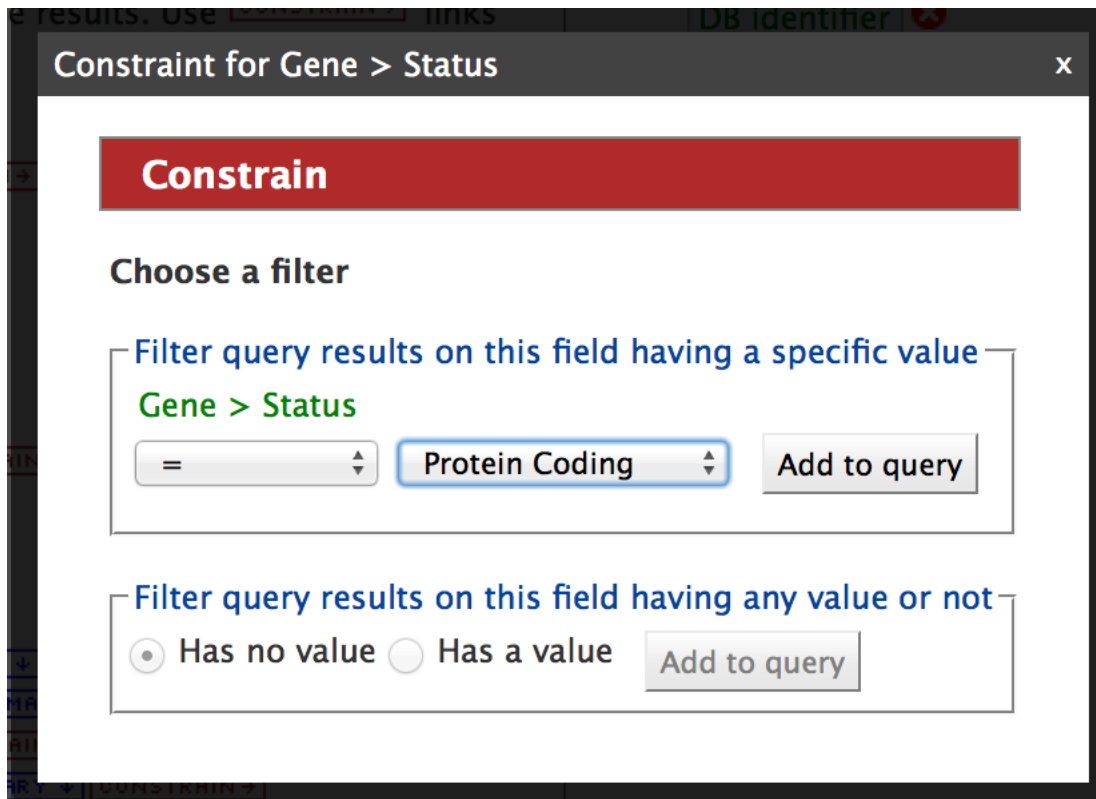 e results. Use CONSTRAIN → links
DB identifier
Constraint for Gene > Status x
Constrain
Choose a filter
Filter query results on this field having a specific value
Gene > Status
= Protein Coding Add to query
Filter query results on this field having any value or not
Has no value Has a value Add to query
CONSTRAIN →